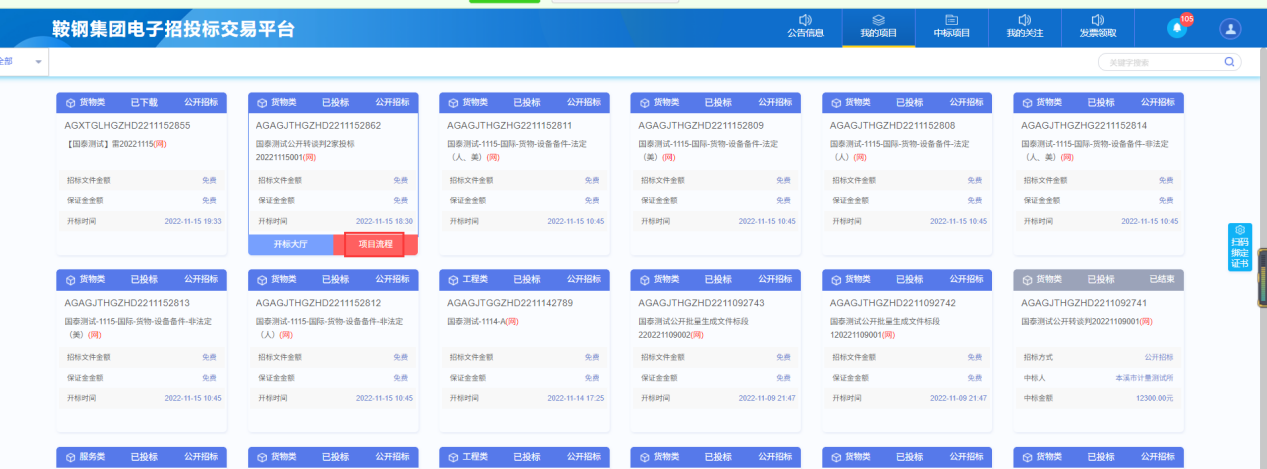 鞍钢集团电子招投标交易平台
公告信息 我的项目 中标项目 我的关注 发票领取 105
全部 关键字搜索
货物类 已下载 公开招标
AGXTGLHGZHD2211152855
【国泰测试】雷20221115(网)
招标文件金额 免费
保证金金额 免费
开标时间 2022-11-15 19:33
货物类 已投标 公开招标
AGAGJTHGZHD2211152862
国泰测试公开转谈判2家投标
20221115001(网)
招标文件金额 免费
保证金金额 免费
开标时间 2022-11-15 18:30
开标大厅 项目流程
货物类 已投标 公开招标
AGAGJTHGZHG2211152811
国泰测试-1115-国际-货物-设备备件-法定
（人、美）(网)
招标文件金额 免费
保证金金额 免费
开标时间 2022-11-15 10:45
货物类 已投标 公开招标
AGAGJTHGZHD2211152809
国泰测试-1115-国际-货物-设备备件-法定
（美）(网)
招标文件金额 免费
保证金金额 免费
开标时间 2022-11-15 10:45
货物类 已投标 公开招标
AGAGJTHGZHD2211152808
国泰测试-1115-国际-货物-设备备件-法定
（人）(网)
招标文件金额 免费
保证金金额 免费
开标时间 2022-11-15 10:45
货物类 已投标 公开招标
AGAGJTHGZHG2211152814
国泰测试-1115-国际-货物-设备备件-非法定
（人、美）(网)
招标文件金额 免费
保证金金额 免费
开标时间 2022-11-15 10:45
扫码
绑定
证书
货物类 已投标 公开招标
AGAGJTHGZHD2211152813
国泰测试-1115-国际-货物-设备备件-非法定
（美）(网)
招标文件金额 免费
保证金金额 免费
开标时间 2022-11-15 10:45
货物类 已投标 公开招标
AGAGJTHGZHD2211152812
国泰测试-1115-国际-货物-设备备件-非法定
（人）(网)
招标文件金额 免费
保证金金额 免费
开标时间 2022-11-15 10:45
工程类 已投标 公开招标
AGAGJTGGZHD2211142789
国泰测试-1114-A(网)
招标文件金额 免费
保证金金额 免费
开标时间 2022-11-14 17:25
货物类 已投标 公开招标
AGAGJTHGZHD2211092743
国泰测试公开批量生成文件标段
220221109002(网)
招标文件金额 免费
保证金金额 免费
开标时间 2022-11-09 21:47
货物类 已投标 公开招标
AGAGJTHGZHD2211092742
国泰测试公开批量生成文件标段
120221109001(网)
招标文件金额 免费
保证金金额 免费
开标时间 2022-11-09 21:47
货物类 已投标 已结束
AGAGJTHGZHD2211092741
国泰测试公开转谈判20221109001(网)
招标方式 公开招标
中标人 本溪市计量测试所
中标金额 12300.00元
服务类 已投标 公开招标
货物类 已投标 公开招标
工程类 已投标 公开招标
货物类 已投标 公开招标
货物类 已投标 公开招标
货物类 已投标 公开招标